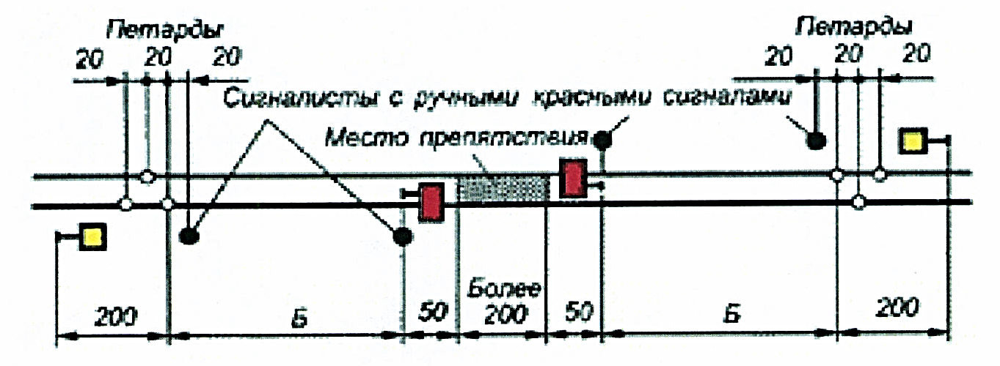 Петарды Петарды
20 20 20 20 20 20
Сигналисты с ручными красными сигналами
Место препятствия
Более
200 Б 50 200 50 Б 200